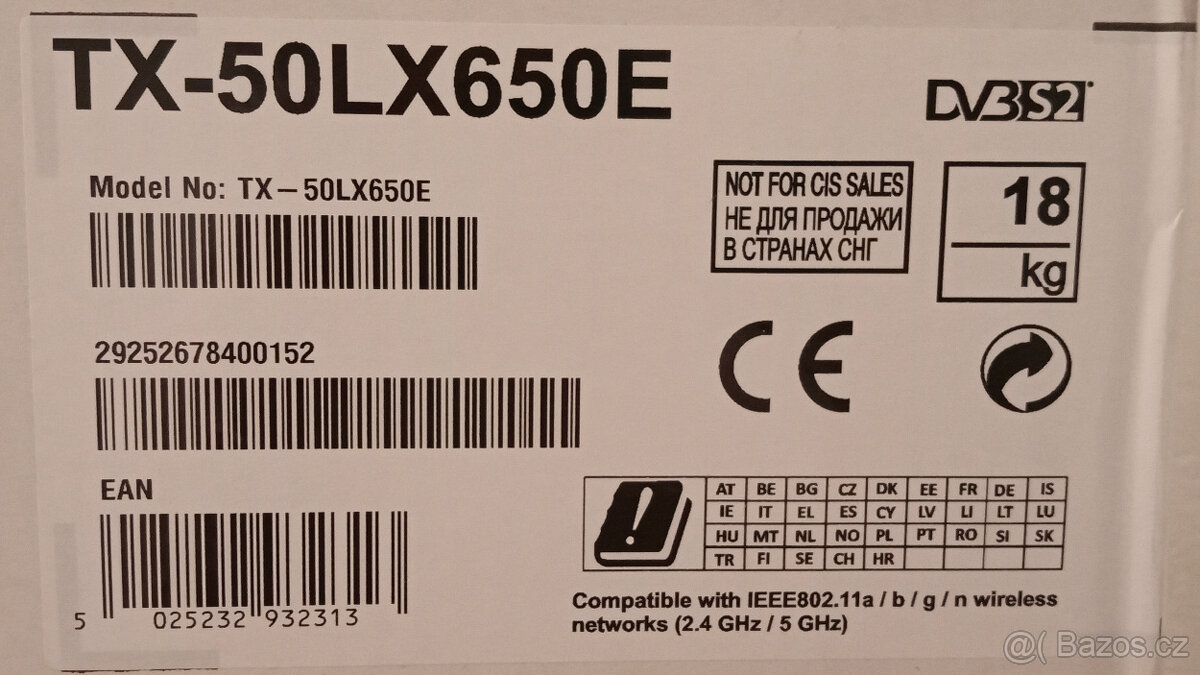 TX-50LX650E
DVB S2
Model No: TX-50LX650E
NOT FOR CIS SALES
НЕ ДЛЯ ПРОДАЖИ
В СТРАНАХ СНГ
18
kg
29252678400152
CE
EAN
5 025232 932313
AT BE BG CZ DK EE FR DE IS
IE IT EL ES CY LV LI LT LU
HU MT NL NO PL PT RO SI SK
TR FI SE CH HR
Compatible with IEEE802.11a / b / g / n wireless
networks (2.4 GHz / 5 GHz)
@( Bazos.cz